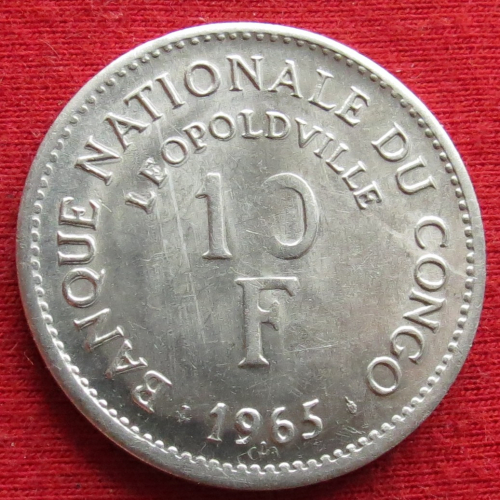 BANQUE NATIONALE DU CONGO
LEOPOLDVILLE
10
F
1965